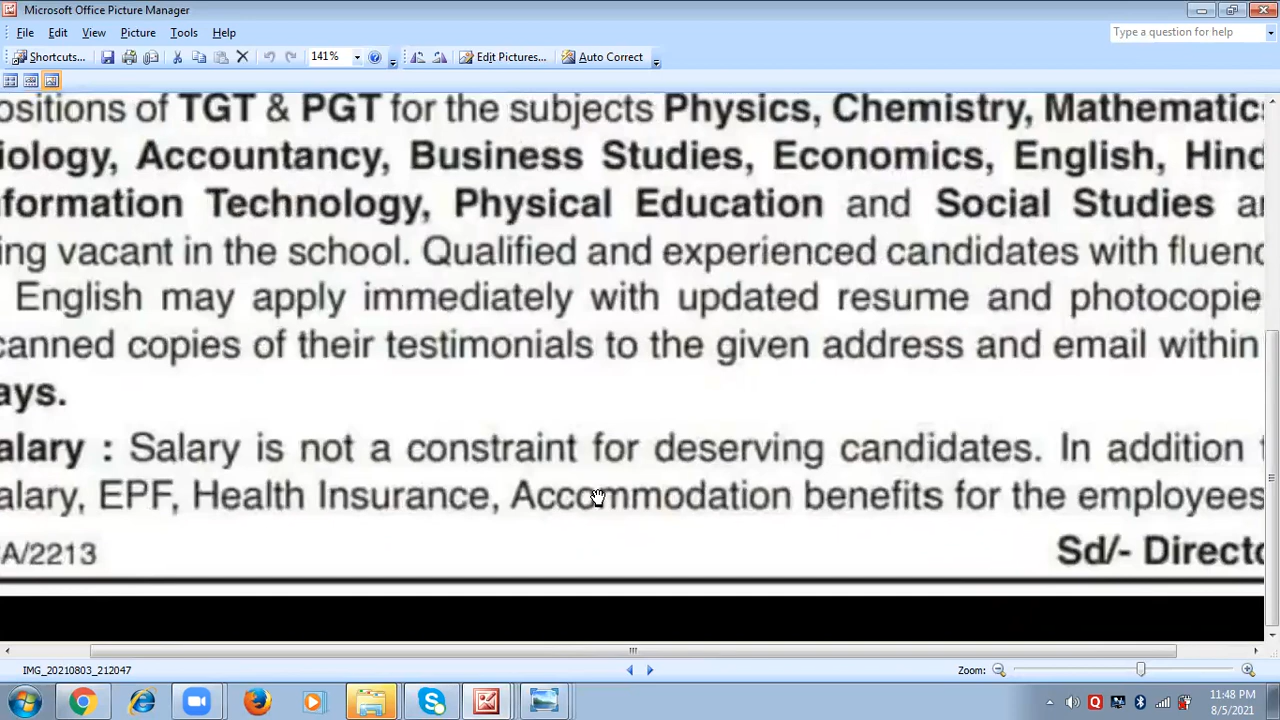 Microsoft Office Picture Manager
File Edit View Picture Tools Help
Type a question for help
Shortcuts... 141% Edit Pictures... Auto Correct
ositions of TGT & PGT for the subjects Physics, Chemistry, Mathematics
iology, Accountancy, Business Studies, Economics, English, Hind
nformation Technology, Physical Education and Social Studies ar
ing vacant in the school. Qualified and experienced candidates with fluenc
English may apply immediately with updated resume and photocopie
canned copies of their testimonials to the given address and email within
ays.
alary : Salary is not a constraint for deserving candidates. In addition t
alary, EPF, Health Insurance, Accommodation benefits for the employees
A/2213
Sd/- Directo
IMG_20210803_212047
Zoom:
11:48 PM
8/5/2021